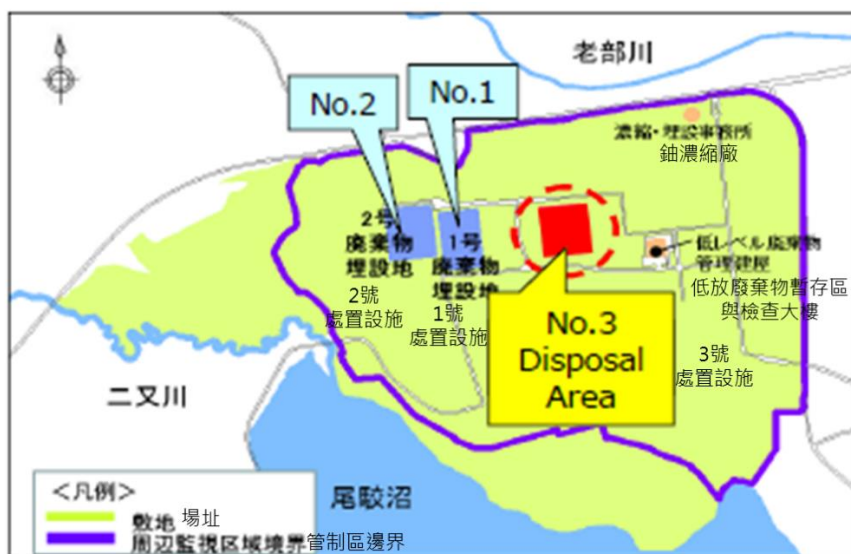 老部川
No.2
No.1
濃縮・埋設事務所
鈾濃縮廠
2号
廃棄物
埋設地
1号
廃棄物
埋設地
低レベル廃棄物
管理建屋
低放廢棄物暫存區
與檢查大樓
2號
處置設施
1號
處置設施
No.3
Disposal
Area
3號
處置設施
二又川
尾駮沼
<凡例>
敷地 場址
周辺監視区域境界管制區邊界